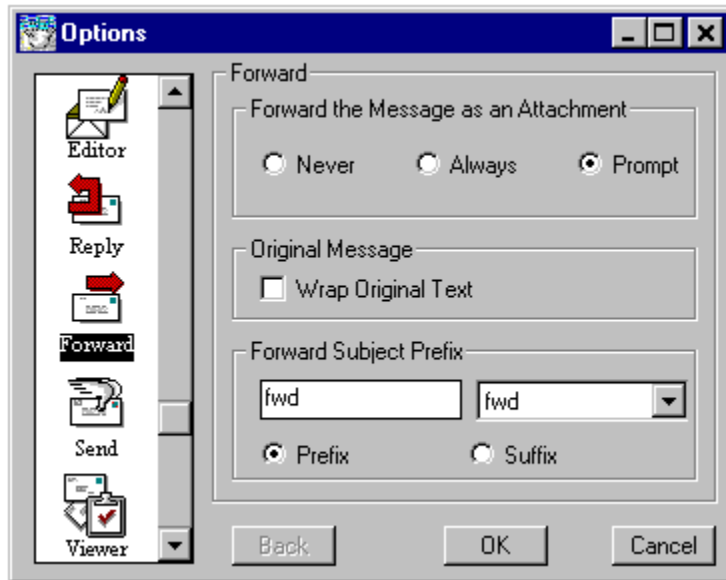 Options
Editor
Reply
Forward
Send
Viewer
Forward
Forward the Message as an Attachment
Never Always Prompt
Original Message
Wrap Original Text
Forward Subject Prefix
fwd fwd
Prefix Suffix
Back OK Cancel